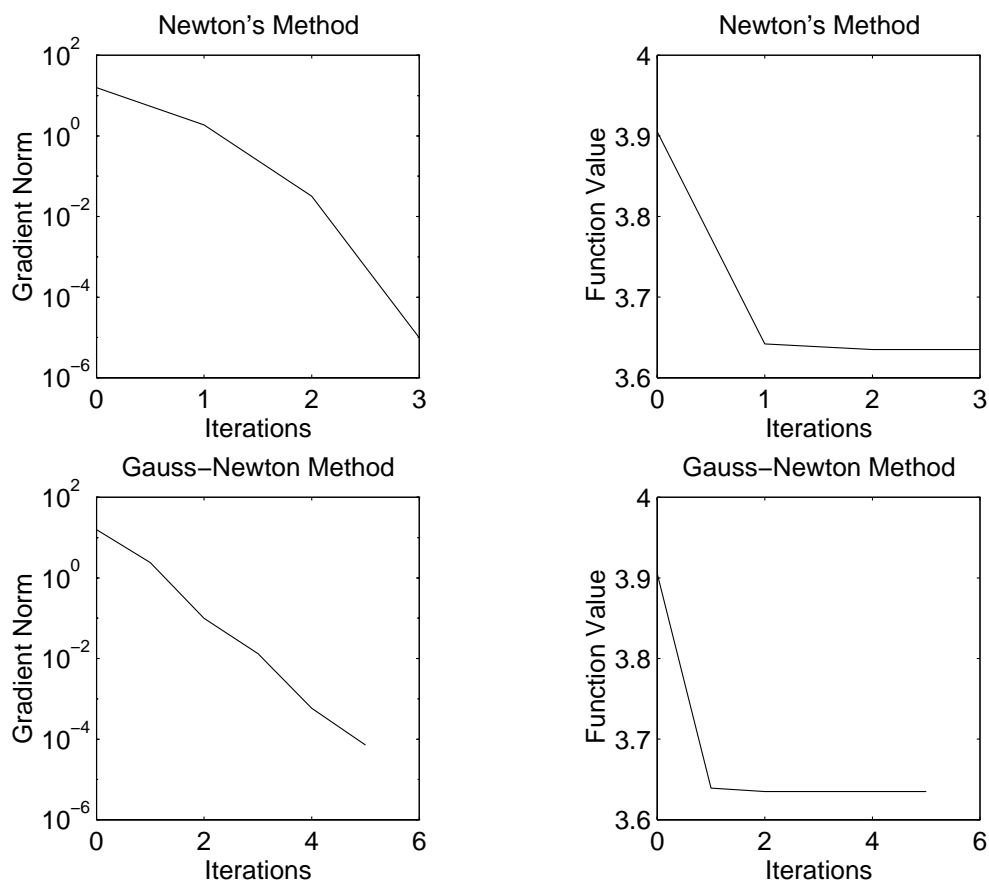 Newton's Method
10^2
10^0
10^−2
10^−4
10^−6
Gradient Norm
0 1 2 3
Iterations
Newton's Method
4
3.9
3.8
3.7
3.6
Function Value
0 1 2 3
Iterations
Gauss−Newton Method
10^2
10^0
10^−2
10^−4
10^−6
Gradient Norm
0 2 4 6
Iterations
Gauss−Newton Method
4
3.9
3.8
3.7
3.6
Function Value
0 2 4 6
Iterations